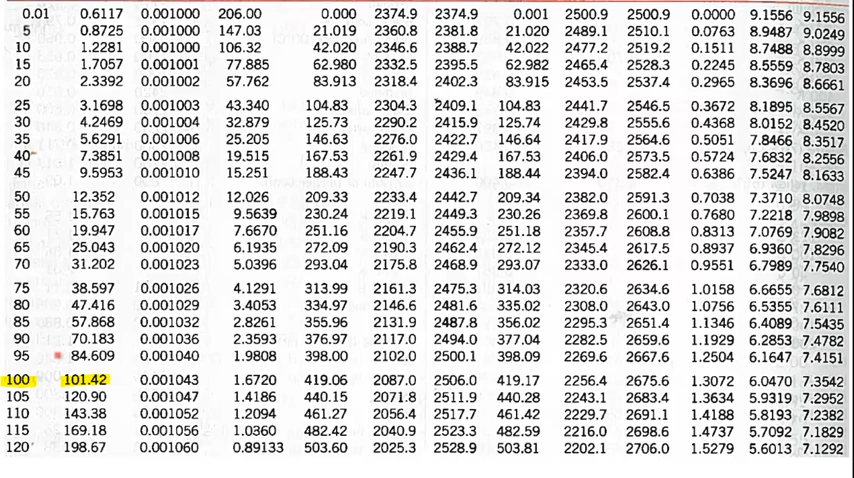 0.01 0.6117 0.001000 206.00 0.000 2374.9 2374.9 0.001 2500.9 2500.9 0.0000 9.1556 9.1556
5 0.8725 0.001000 147.03 21.019 2360.8 2381.8 21.020 2489.1 2510.1 0.0763 8.9487 9.0249
10 1.2281 0.001000 106.32 42.020 2346.6 2388.7 42.022 2477.2 2519.2 0.1511 8.7488 8.8999
15 1.7057 0.001001 77.885 62.980 2332.5 2395.5 62.982 2465.4 2528.3 0.2245 8.5559 8.7803
20 2.3392 0.001002 57.762 83.913 2318.4 2402.3 83.915 2453.5 2537.4 0.2965 8.3696 8.6661
25 3.1698 0.001003 43.340 104.83 2304.3 2409.1 104.83 2441.7 2546.5 0.3672 8.1895 8.5567
30 4.2469 0.001004 32.879 125.73 2290.2 2415.9 125.74 2429.8 2555.6 0.4368 8.0152 8.4520
35 5.6291 0.001006 25.205 146.63 2276.0 2422.7 146.64 2417.9 2564.6 0.5051 7.8466 8.3517
40 7.3851 0.001008 19.515 167.53 2261.9 2429.4 167.53 2406.0 2573.5 0.5724 7.6832 8.2556
45 9.5953 0.001010 15.251 188.43 2247.7 2436.1 188.44 2394.0 2582.4 0.6386 7.5247 8.1633
50 12.352 0.001012 12.026 209.33 2233.4 2442.7 209.34 2382.0 2591.3 0.7038 7.3710 8.0748
55 15.763 0.001015 9.5639 230.24 2219.1 2449.3 230.26 2369.8 2600.1 0.7680 7.2218 7.9898
60 19.947 0.001017 7.6670 251.16 2204.7 2455.9 251.18 2357.7 2608.8 0.8313 7.0769 7.9082
65 25.043 0.001020 6.1935 272.09 2190.3 2462.4 272.12 2345.4 2617.5 0.8937 6.9360 7.8296
70 31.202 0.001023 5.0396 293.04 2175.8 2468.9 293.07 2333.0 2626.1 0.9551 6.7989 7.7540
75 38.597 0.001026 4.1291 313.99 2161.3 2475.3 314.03 2320.6 2634.6 1.0158 6.6655 7.6812
80 47.416 0.001029 3.4053 334.97 2146.6 2481.6 335.02 2308.0 2643.0 1.0756 6.5355 7.6111
85 57.868 0.001032 2.8261 355.96 2131.9 2487.8 356.02 2295.3 2651.4 1.1346 6.4089 7.5435
90 70.183 0.001036 2.3593 376.97 2117.0 2494.0 377.04 2282.5 2659.6 1.1929 6.2853 7.4782
95 84.609 0.001040 1.9808 398.00 2102.0 2500.1 398.09 2269.6 2667.6 1.2504 6.1647 7.4151
100 101.42 0.001043 1.6720 419.06 2087.0 2506.0 419.17 2256.4 2675.6 1.3072 6.0470 7.3542
105 120.90 0.001047 1.4186 440.15 2071.8 2511.9 440.28 2243.1 2683.4 1.3634 5.9319 7.2952
110 143.38 0.001052 1.2094 461.27 2056.4 2517.7 461.42 2229.7 2691.1 1.4188 5.8193 7.2382
115 169.18 0.001056 1.0360 482.42 2040.9 2523.3 482.59 2216.0 2698.6 1.4737 5.7092 7.1829
120 198.67 0.001060 0.89133 503.60 2025.3 2528.9 503.81 2202.1 2706.0 1.5279 5.6013 7.1292